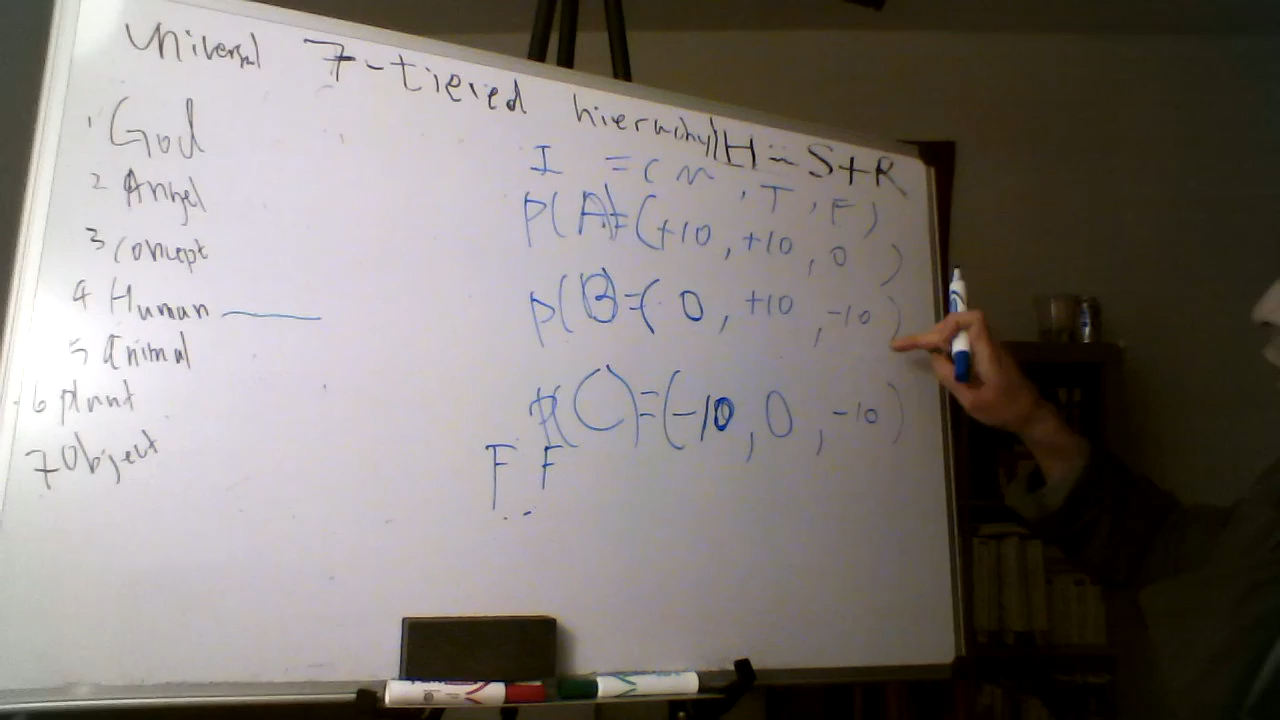 Universal 7-tiered hierarchy H = S+R
1 God
2 Angel
3 concept
4 Human
5 Animal
6 plant
7 Object
I = (M, T, F)
P(A)=(+10, +10, 0)
P(B=(0, +10, -10)
P(C)=(-10, 0, -10)
F F